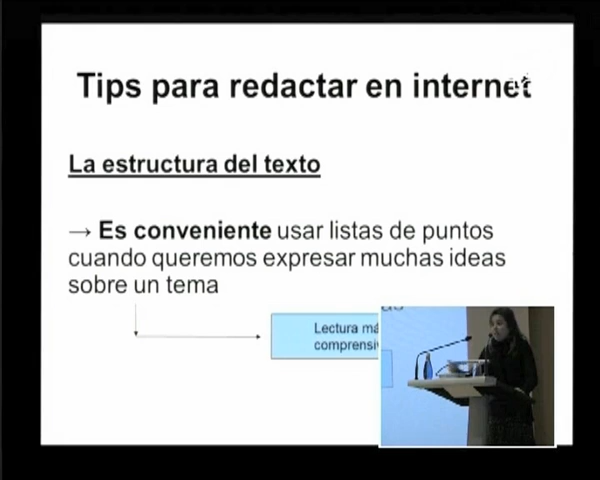 Tips para redactar en internet
La estructura del texto
→ Es conveniente usar listas de puntos
cuando queremos expresar muchas ideas
sobre un tema
Lectura